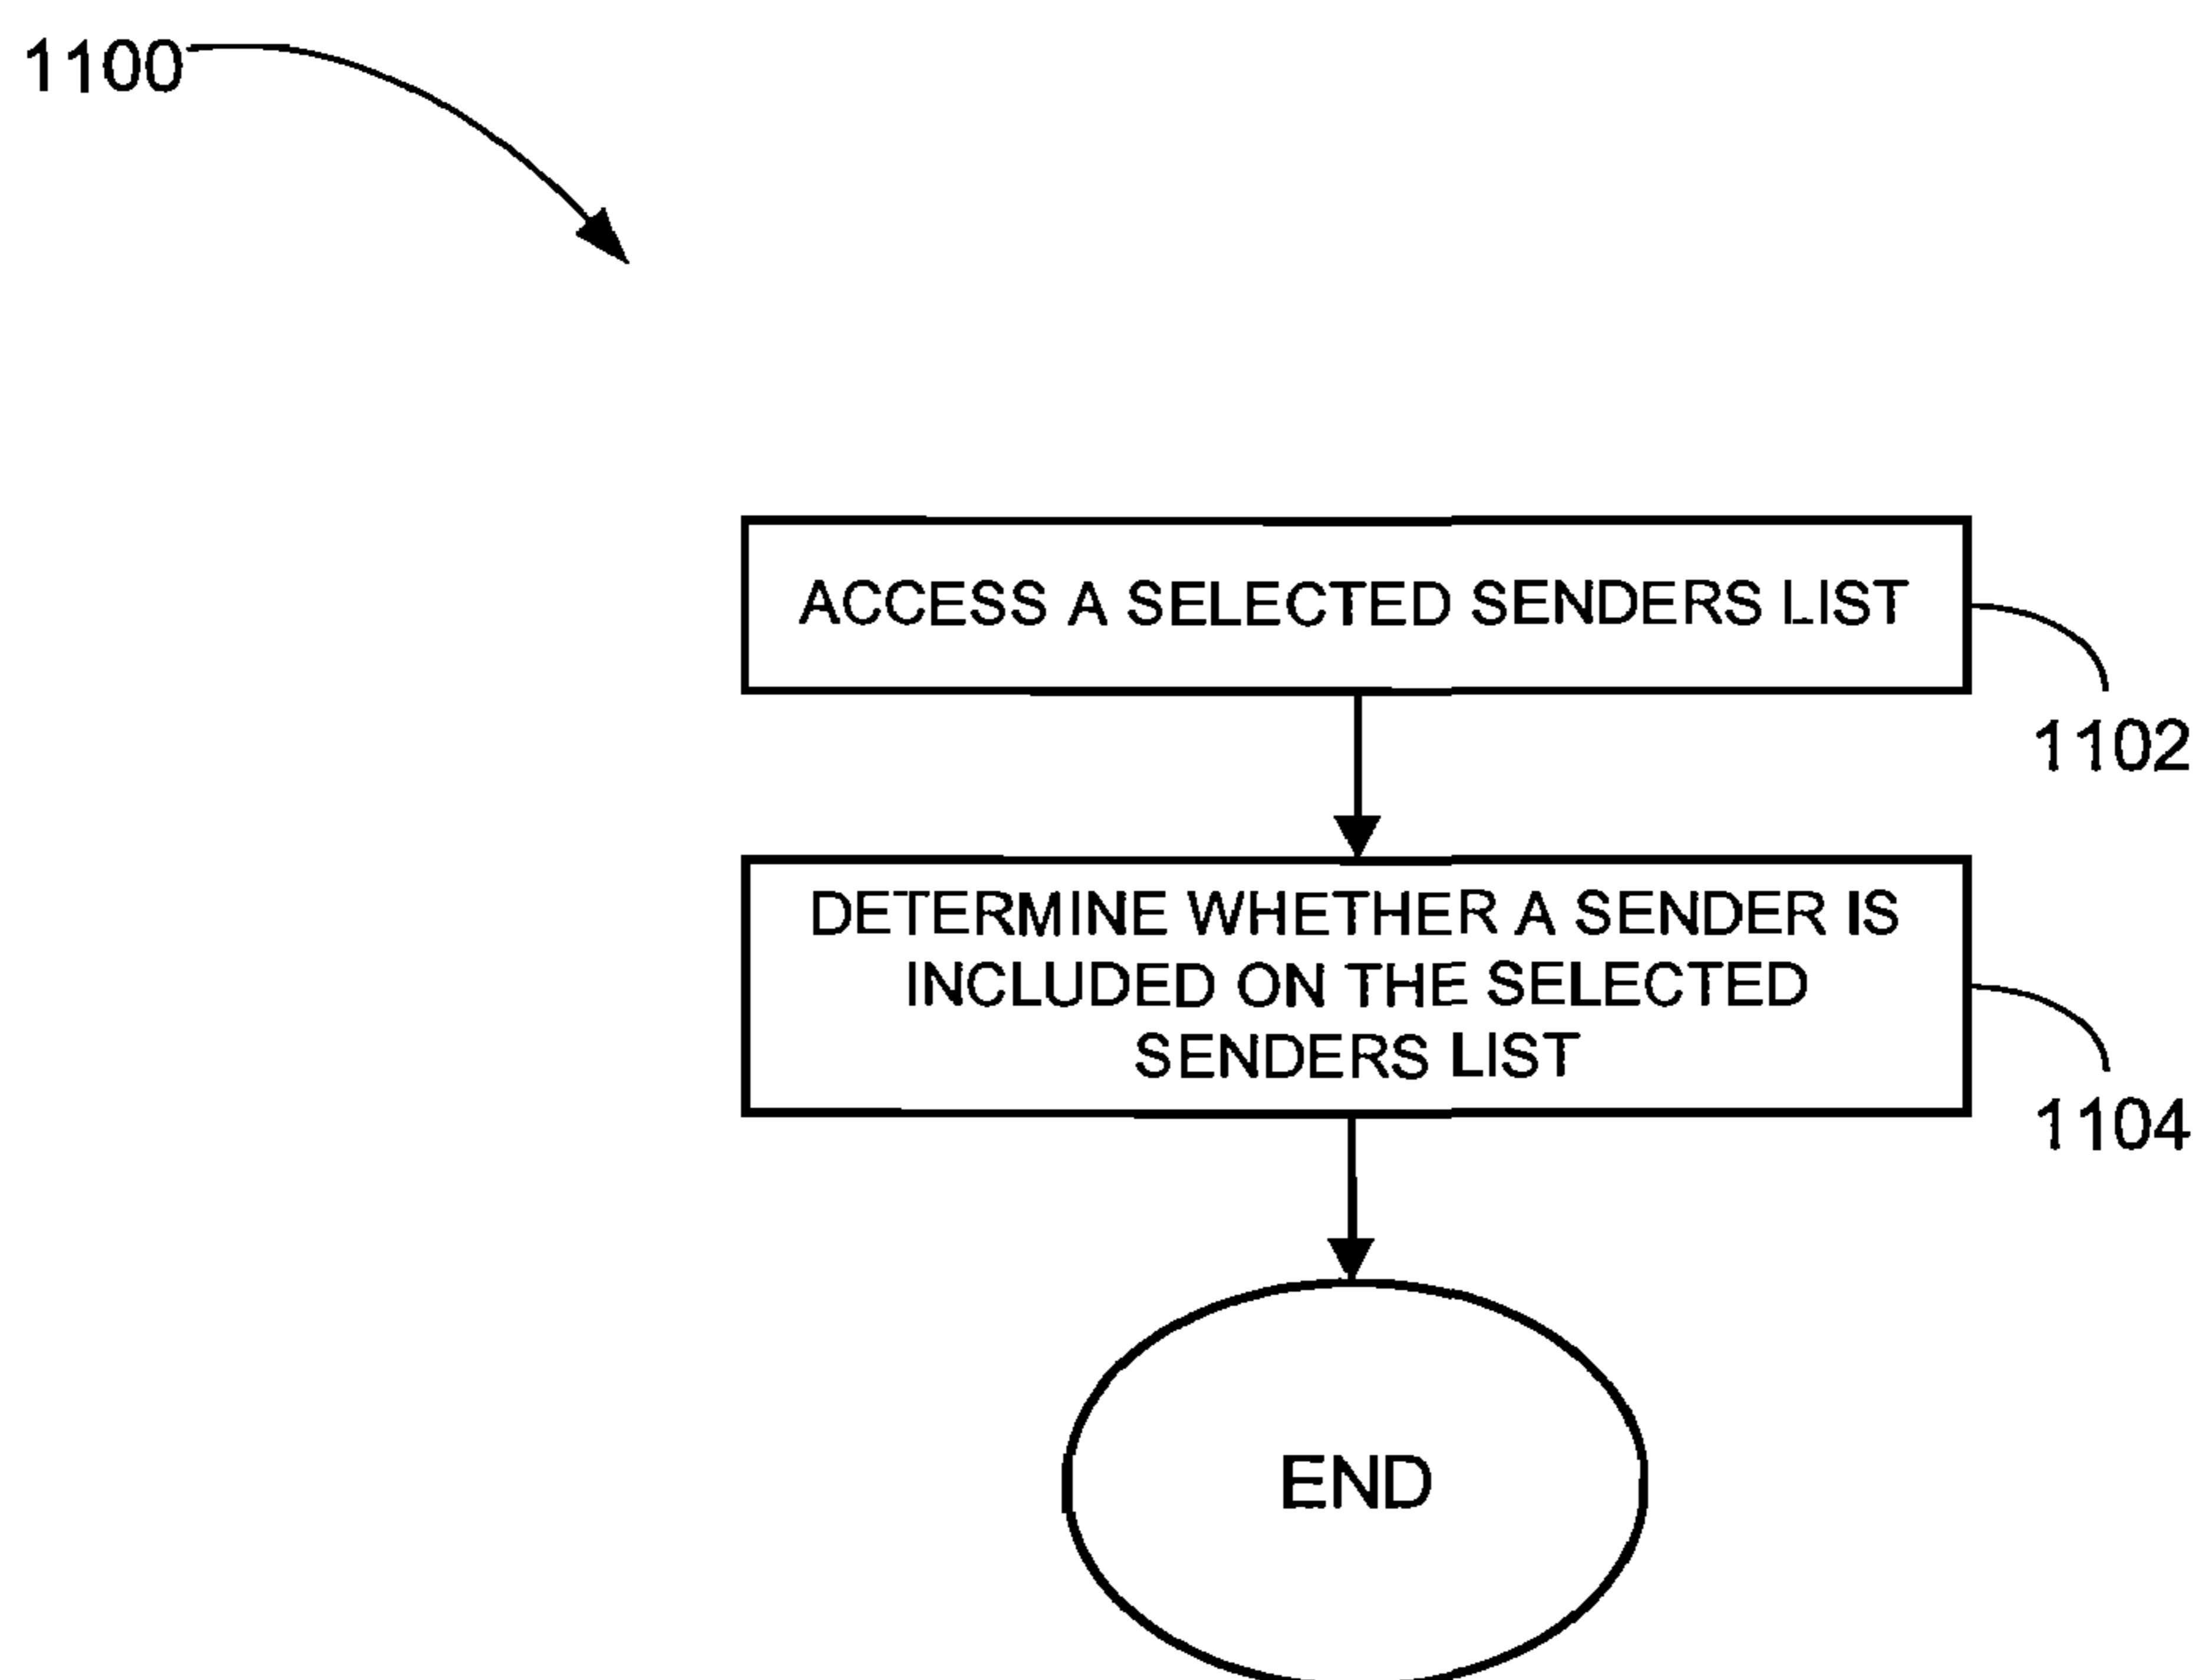 1100
ACCESS A SELECTED SENDERS LIST
1102
DETERMINE WHETHER A SENDER IS
INCLUDED ON THE SELECTED
SENDERS LIST
1104
END